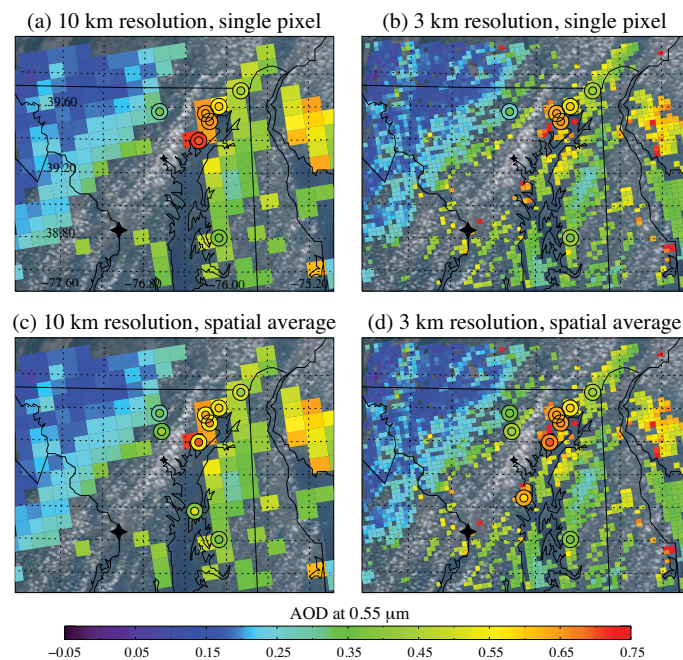 (a) 10 km resolution, single pixel
(b) 3 km resolution, single pixel
39.60
39.20
38.80
−77.60 −76.80 −76.00 −75.20
(c) 10 km resolution, spatial average
(d) 3 km resolution, spatial average
AOD at 0.55 µm
−0.05 0.05 0.15 0.25 0.35 0.45 0.55 0.65 0.75